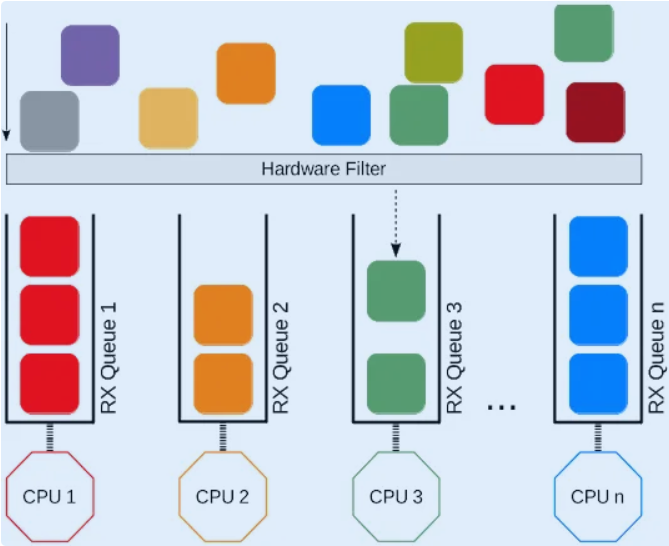 Hardware Filter
RX Queue 1
RX Queue 2
RX Queue 3
...
RX Queue n
CPU 1
CPU 2
CPU 3
CPU n